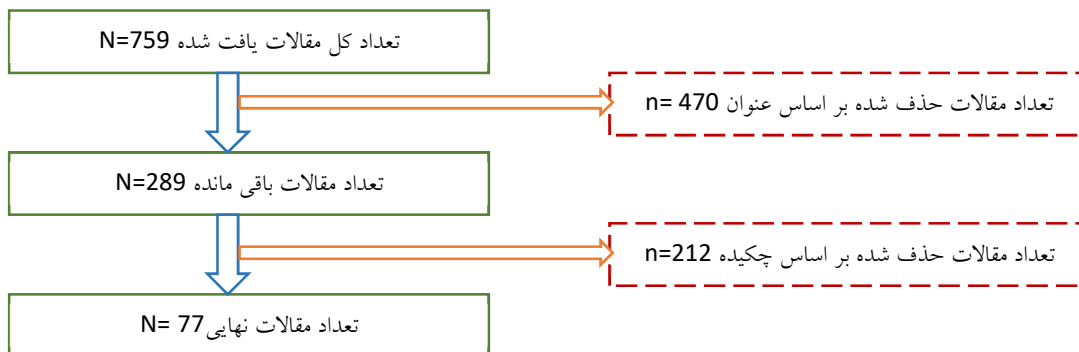 تعداد کل مقالات یافت شده N=759
تعداد مقالات حذف شده بر اساس عنوان n= 470
تعداد مقالات باقی مانده N=289
تعداد مقالات حذف شده بر اساس چکیده n=212
تعداد مقالات نهایی N= 77